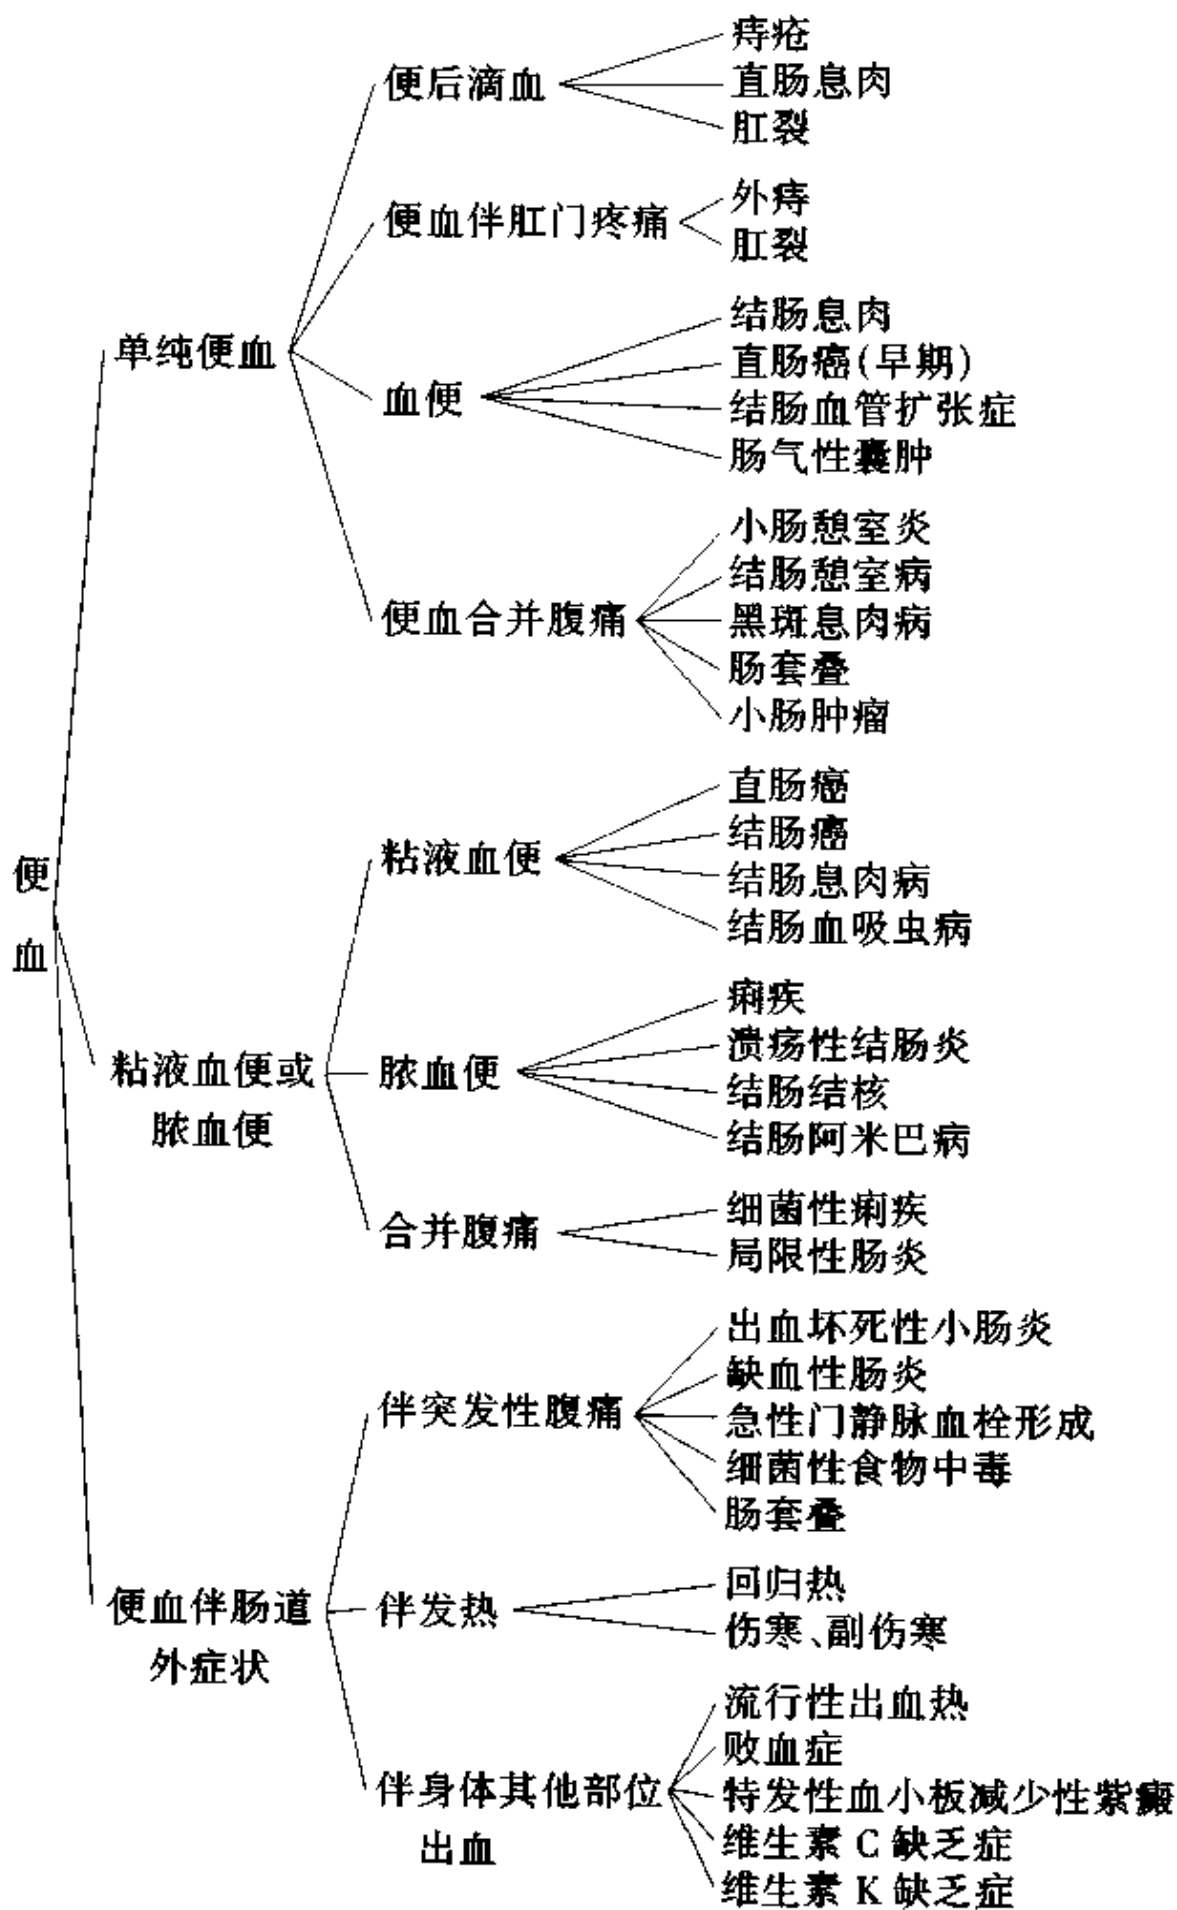 便血
单纯便血
便后滴血
痔疮
直肠息肉
肛裂
便血伴肛门疼痛
外痔
肛裂
血便
结肠息肉
直肠癌(早期)
结肠血管扩张症
肠气性囊肿
便血合并腹痛
小肠憩室炎
结肠憩室病
黑斑息肉病
肠套叠
小肠肿瘤
粘液血便或
脓血便
粘液血便
直肠癌
结肠癌
结肠息肉病
结肠血吸虫病
脓血便
痢疾
溃疡性结肠炎
结肠结核
结肠阿米巴病
合并腹痛
细菌性痢疾
局限性肠炎
便血伴肠道
外症状
伴突发性腹痛
出血坏死性小肠炎
缺血性肠炎
急性门静脉血栓形成
细菌性食物中毒
肠套叠
伴发热
回归热
伤寒、副伤寒
伴身体其他部位
出血
流行性出血热
败血症
特发性血小板减少性紫癜
维生素 C 缺乏症
维生素 K 缺乏症